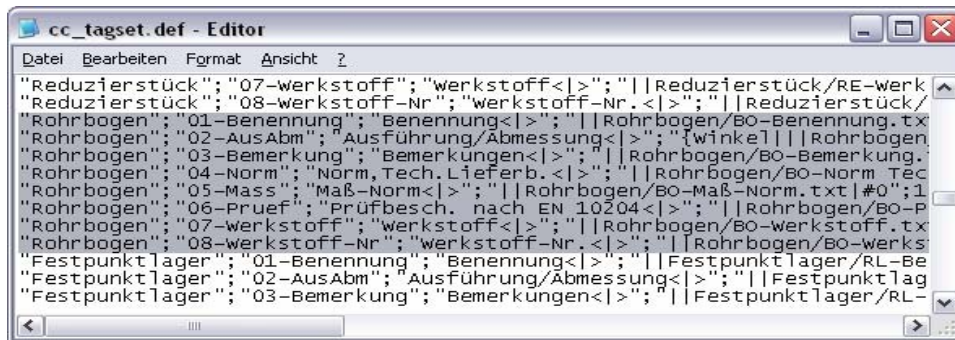 cc_tagset.def - Editor
Datei Bearbeiten Format Ansicht ?
"Reduzierstück";"07-Werkstoff";"Werkstoff<|>";"||Reduzierstück/RE-Werk
"Reduzierstück";"08-Werkstoff-Nr";"Werkstoff-Nr.<|>";"||Reduzierstück/
"Rohrbogen";"01-Benennung";"Benennung<|>";"||Rohrbogen/BO-Benennung.tx
"Rohrbogen";"02-AusAbm";"Ausführung/Abmessung<|>";"{Winkel|||Rohrbogen
"Rohrbogen";"03-Bemerkung";"Bemerkungen<|>";"||Rohrbogen/BO-Bemerkung.
"Rohrbogen";"04-Norm";"Norm,Tech.Lieferb.<|>";"||Rohrbogen/BO-Norm Tec
"Rohrbogen";"05-Mass";"Maß-Norm<|>";"||Rohrbogen/BO-Maß-Norm.txt|#0";1
"Rohrbogen";"06-Pruef";"Prüfbesch. nach EN 10204<|>";"||Rohrbogen/BO-P
"Rohrbogen";"07-Werkstoff";"Werkstoff<|>";"||Rohrbogen/BO-Werkstoff.tx
"Rohrbogen";"08-Werkstoff-Nr";"Werkstoff-Nr.<|>";"||Rohrbogen/BO-Werks
"Festpunktlager";"01-Benennung";"Benennung<|>";"||Festpunktlager/RL-Be
"Festpunktlager";"02-AusAbm";"Ausführung/Abmessung<|>";"||Festpunktlag
"Festpunktlager";"03-Bemerkung";"Bemerkungen<|>";"||Festpunktlager/RL-